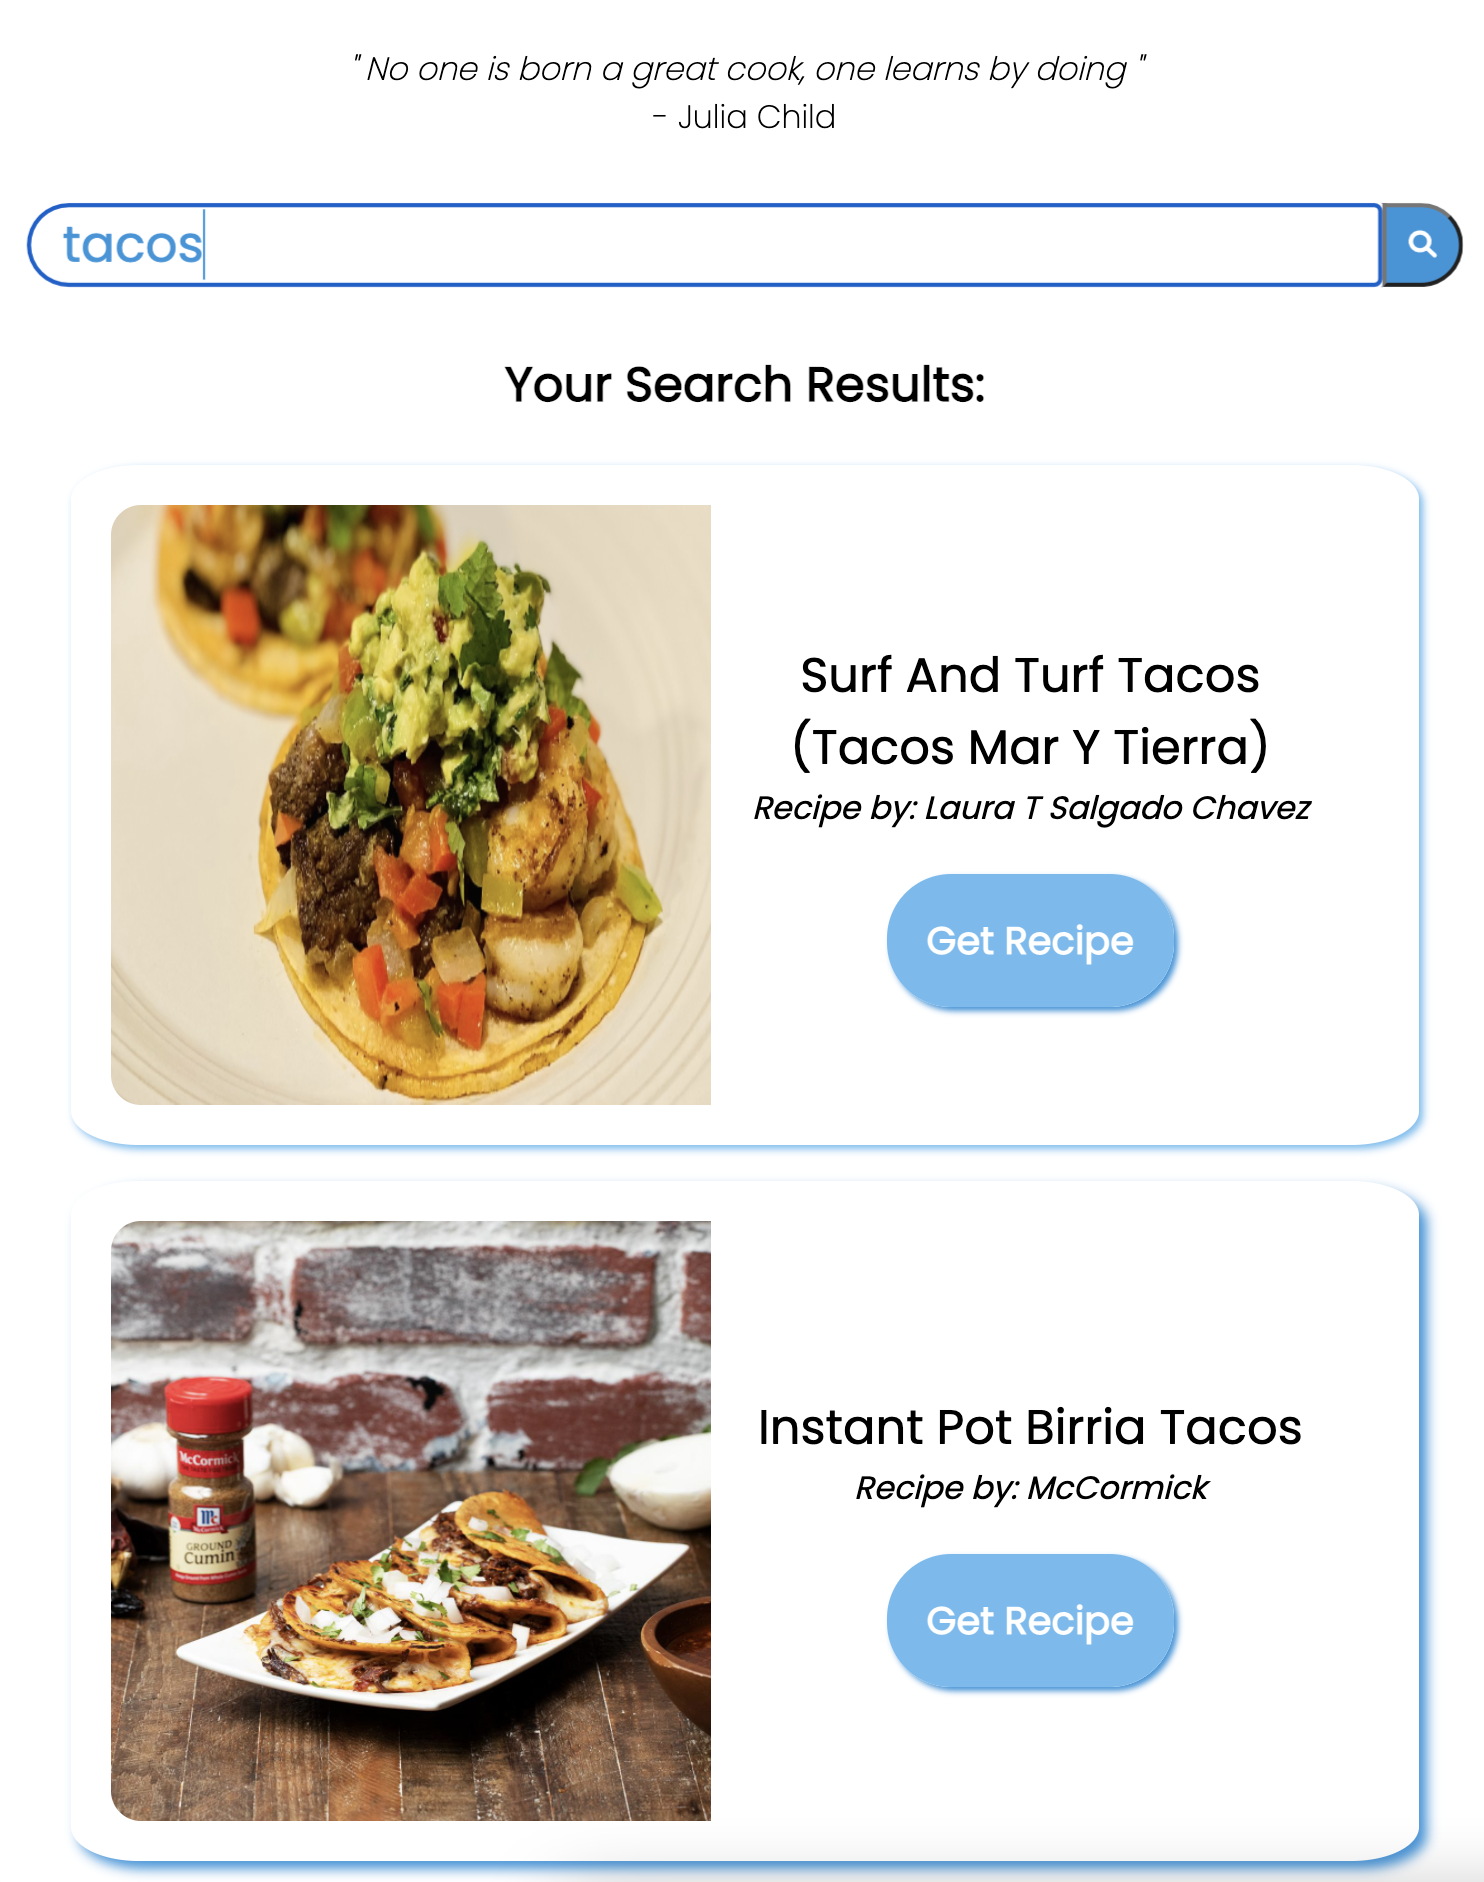 " No one is born a great cook, one learns by doing "
- Julia Child
tacos
Your Search Results:
Surf And Turf Tacos
(Tacos Mar Y Tierra)
Recipe by: Laura T Salgado Chavez
Get Recipe
McCormick
Mc
McCormick
GROUND
Cumin
Instant Pot Birria Tacos
Recipe by: McCormick
Get Recipe